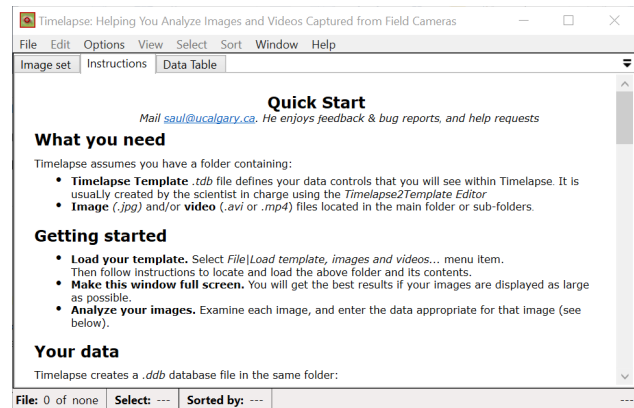 Timelapse: Helping You Analyze Images and Videos Captured from Field Cameras
File Edit Options View Select Sort Window Help
Image set Instructions Data Table
Quick Start
Mail saul@ucalgary.ca. He enjoys feedback & bug reports, and help requests
What you need
Timelapse assumes you have a folder containing:
• Timelapse Template .tdb file defines your data controls that you will see within Timelapse. It is
usuaLly created by the scientist in charge using the Timelapse2Template Editor
• Image (.jpg) and/or video (.avi or .mp4) files located in the main folder or sub-folders.
Getting started
• Load your template. Select File|Load template, images and videos... menu item.
Then follow instructions to locate and load the above folder and its contents.
• Make this window full screen. You will get the best results if your images are displayed as large
as possible.
• Analyze your images. Examine each image, and enter the data appropriate for that image (see
below).
Your data
Timelapse creates a .ddb database file in the same folder:
File: 0 of none Select: --- Sorted by: --- ---